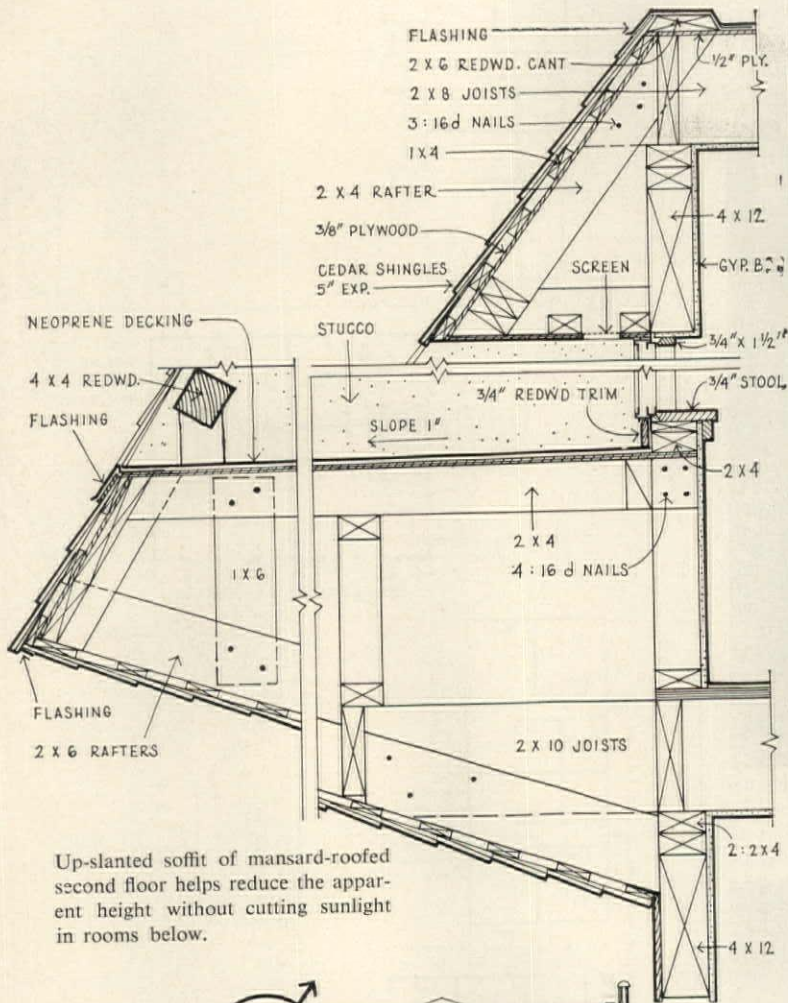 FLASHING
2 X 6 REDWD. CANT
1/2" PLY.
2 X 8 JOISTS
3 : 16d NAILS
1 X 4
2 X 4 RAFTER
4 X 12
3/8" PLYWOOD
CEDAR SHINGLES
5" EXP.
SCREEN
GYP.
NEOPRENE DECKING
STUCCO
3/4" X 1 1/2"
4 X 4 REDWD.
3/4" REDWD TRIM
3/4" STOOL
FLASHING
SLOPE 1"
2 X 4
2 X 4
4 : 16 d NAILS
1 X 6
FLASHING
2 X 6 RAFTERS
2 X 10 JOISTS
2 : 2 X 4
4 X 12
Up-slanted soffit of mansard-roofed
second floor helps reduce the appar-
ent height without cutting sunlight
in rooms below.